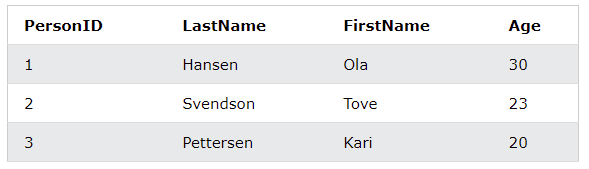 PersonID LastName FirstName Age
1 Hansen Ola 30
2 Svendson Tove 23
3 Pettersen Kari 20